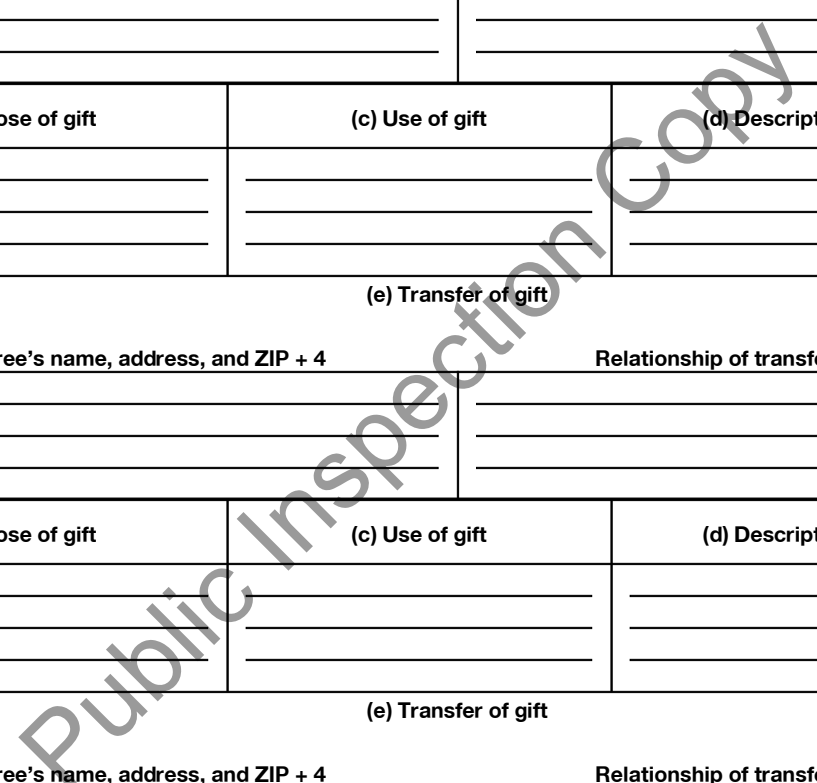 ose of gift (c) Use of gift (d) Descript
(e) Transfer of gift
ree’s name, address, and ZIP + 4 Relationship of transfe
ose of gift (c) Use of gift (d) Descript
(e) Transfer of gift
ree’s name, address, and ZIP + 4 Relationship of transfe
Public Inspection Copy